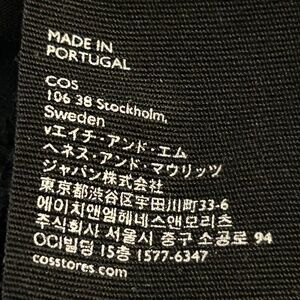 MADE IN
PORTUGAL
COS
106 38 Stockholm,
Sweden
vエイチ・アンド・エム
ヘネス・アンド・マウリッツ
ジャパン株式会社
東京都渋谷区宇田川町33-6
에이치앤엠헤네스앤모리츠
주식회사 서울시 중구 소공로 94
OCI빌딩 15층 1577-6347
cosstores.com